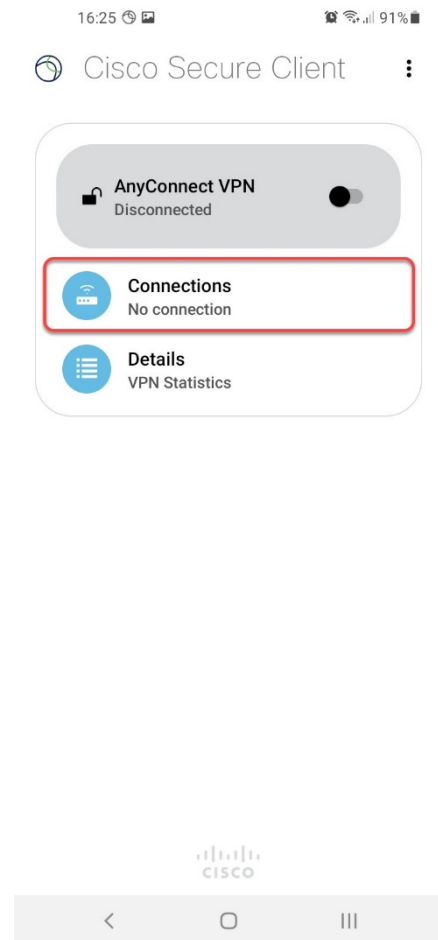 16:25 91%
Cisco Secure Client
AnyConnect VPN
Disconnected
Connections
No connection
Details
VPN Statistics
CISCO